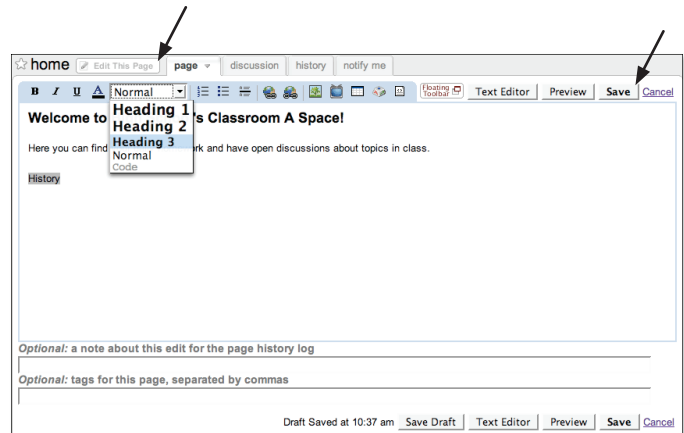 home Edit This Page page discussion history notify me
B I U A Normal Floating Toolbar Text Editor Preview Save Cancel
Heading 1
Heading 2
Heading 3
Normal
Code
Welcome to 's Classroom A Space!
Here you can find rk and have open discussions about topics in class.
History
Optional: a note about this edit for the page history log
Optional: tags for this page, separated by commas
Draft Saved at 10:37 am Save Draft Text Editor Preview Save Cancel